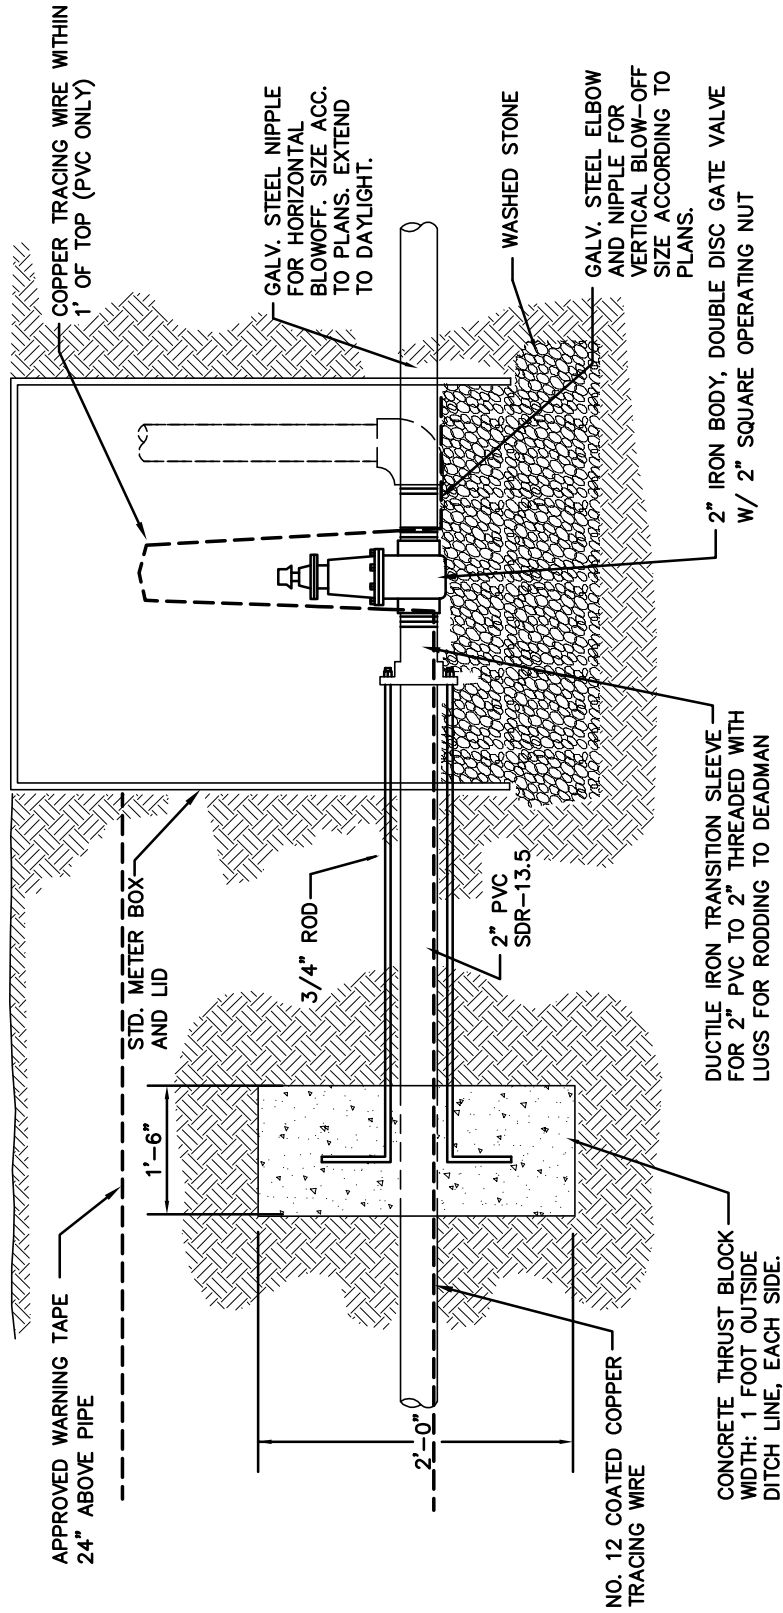 APPROVED WARNING TAPE
24" ABOVE PIPE
STD. METER BOX
AND LID
COPPER TRACING WIRE WITHIN
1' OF TOP (PVC ONLY)
1'-6"
3/4" ROD
GALV. STEEL NIPPLE
FOR HORIZONTAL
BLOWOFF. SIZE ACC.
TO PLANS. EXTEND
TO DAYLIGHT.
2'-0"
2" PVC
SDR-13.5
WASHED STONE
GALV. STEEL ELBOW
AND NIPPLE FOR
VERTICAL BLOW-OFF
SIZE ACCORDING TO
PLANS.
NO. 12 COATED COPPER
TRACING WIRE
CONCRETE THRUST BLOCK
WIDTH: 1 FOOT OUTSIDE
DITCH LINE, EACH SIDE.
DUCTILE IRON TRANSITION SLEEVE
FOR 2" PVC TO 2" THREADED WITH
LUGS FOR RODDING TO DEADMAN
2" IRON BODY, DOUBLE DISC GATE VALVE
W/ 2" SQUARE OPERATING NUT